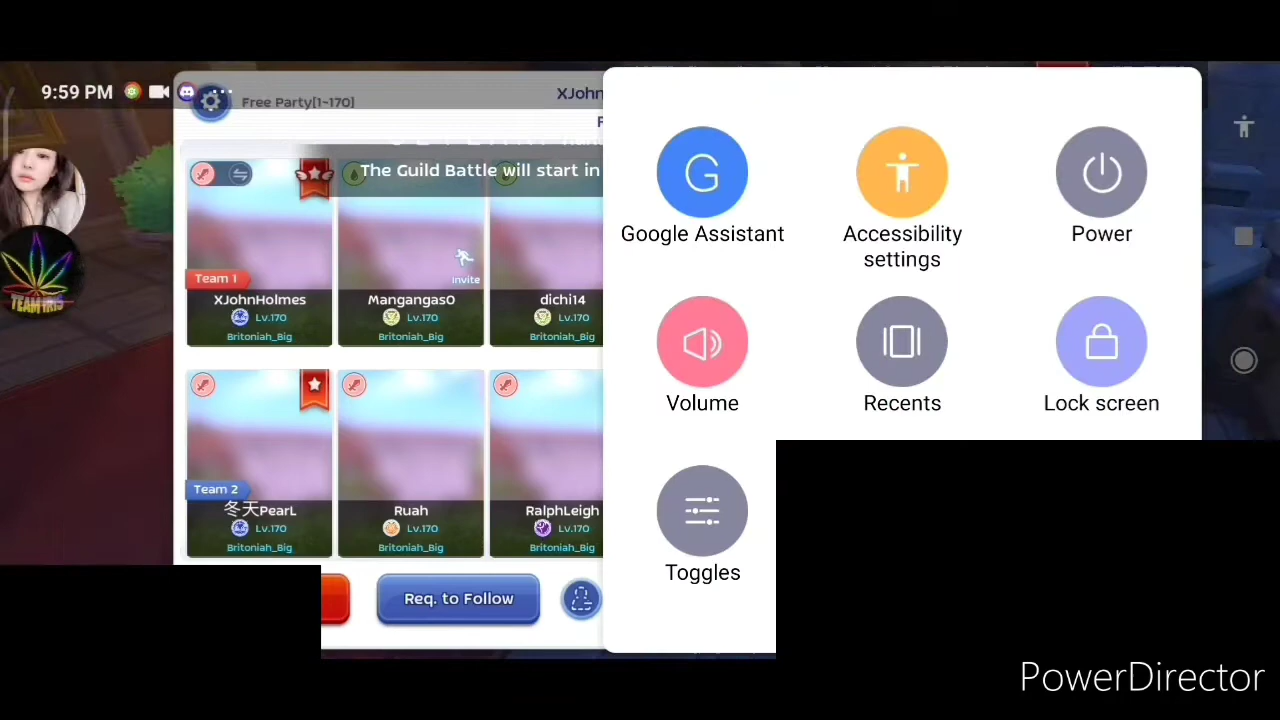 9:59 PM
Free Party[1~170]
XJohn
The Guild Battle will start in
Team 1
XJohnHolmes
Lv.170
Britoniah_Big
Invite
Mangangas0
Lv.170
Britoniah_Big
dichi14
Lv.170
Britoniah_Big
Team 2
冬天PearL
Lv.170
Britoniah_Big
Ruah
Lv.170
Britoniah_Big
RalphLeigh
Lv.170
Britoniah_Big
Req. to Follow
TEAM IRIS
G
Google Assistant
Accessibility
settings
Power
Volume
Recents
Lock screen
Toggles
PowerDirector